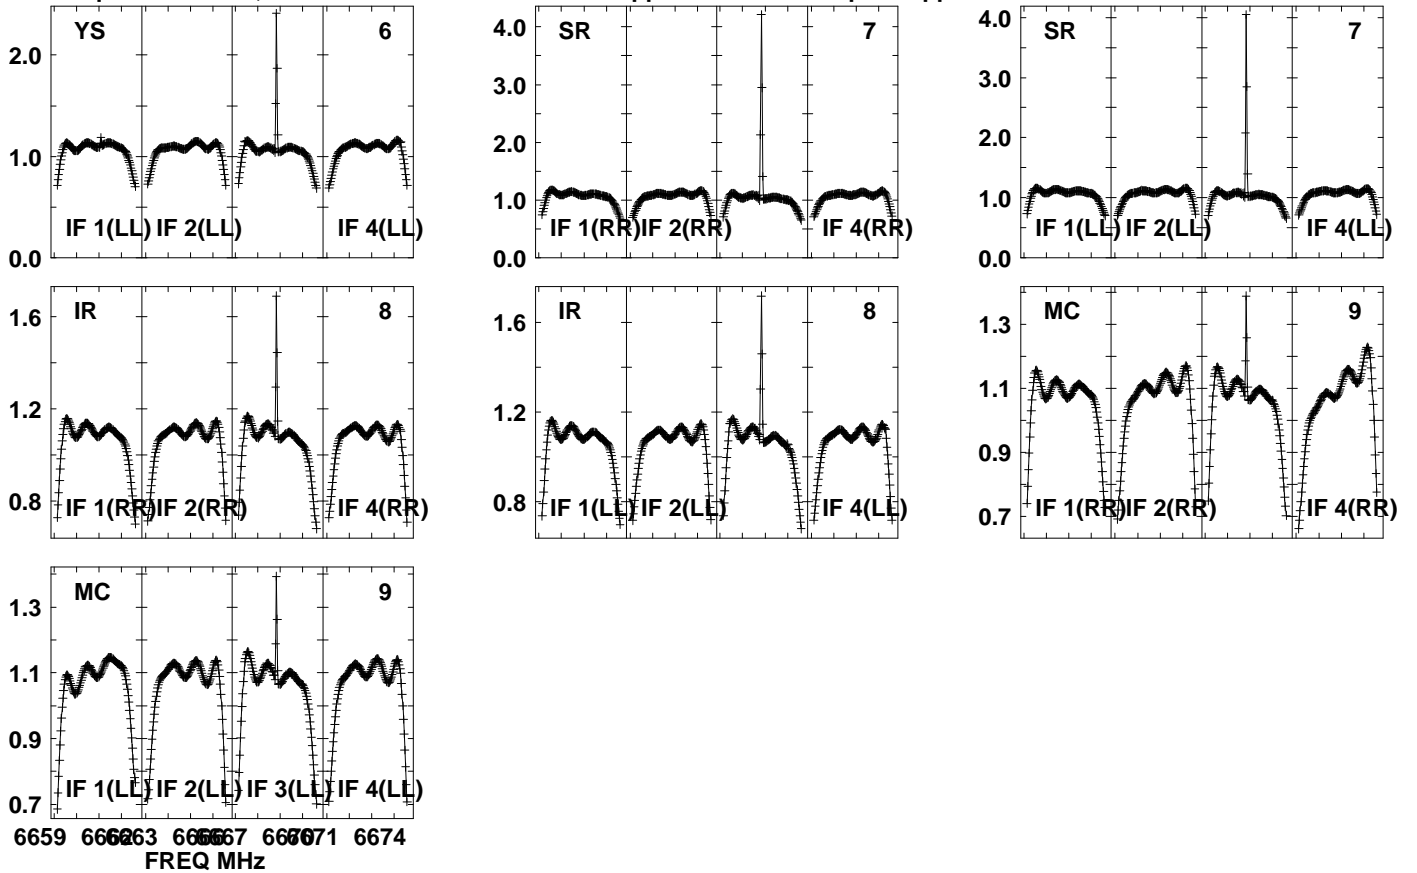 YS 6
2.0
1.0
0.0
IF 1(LL) IF 2(LL) IF 4(LL)
SR 7
4.0
3.0
2.0
1.0
0.0
IF 1(RR) IF 2(RR) IF 4(RR)
SR 7
4.0
3.0
2.0
1.0
0.0
IF 1(LL) IF 2(LL) IF 4(LL)
IR 8
1.6
1.2
0.8
IF 1(RR) IF 2(RR) IF 4(RR)
IR 8
1.6
1.2
0.8
IF 1(LL) IF 2(LL) IF 4(LL)
MC 9
1.3
1.1
0.9
0.7
IF 1(RR) IF 2(RR) IF 4(RR)
MC 9
1.3
1.1
0.9
0.7
IF 1(LL) IF 2(LL) IF 3(LL) IF 4(LL)
6659 6662 6663 6666 6667 6670 6671 6674
FREQ MHz